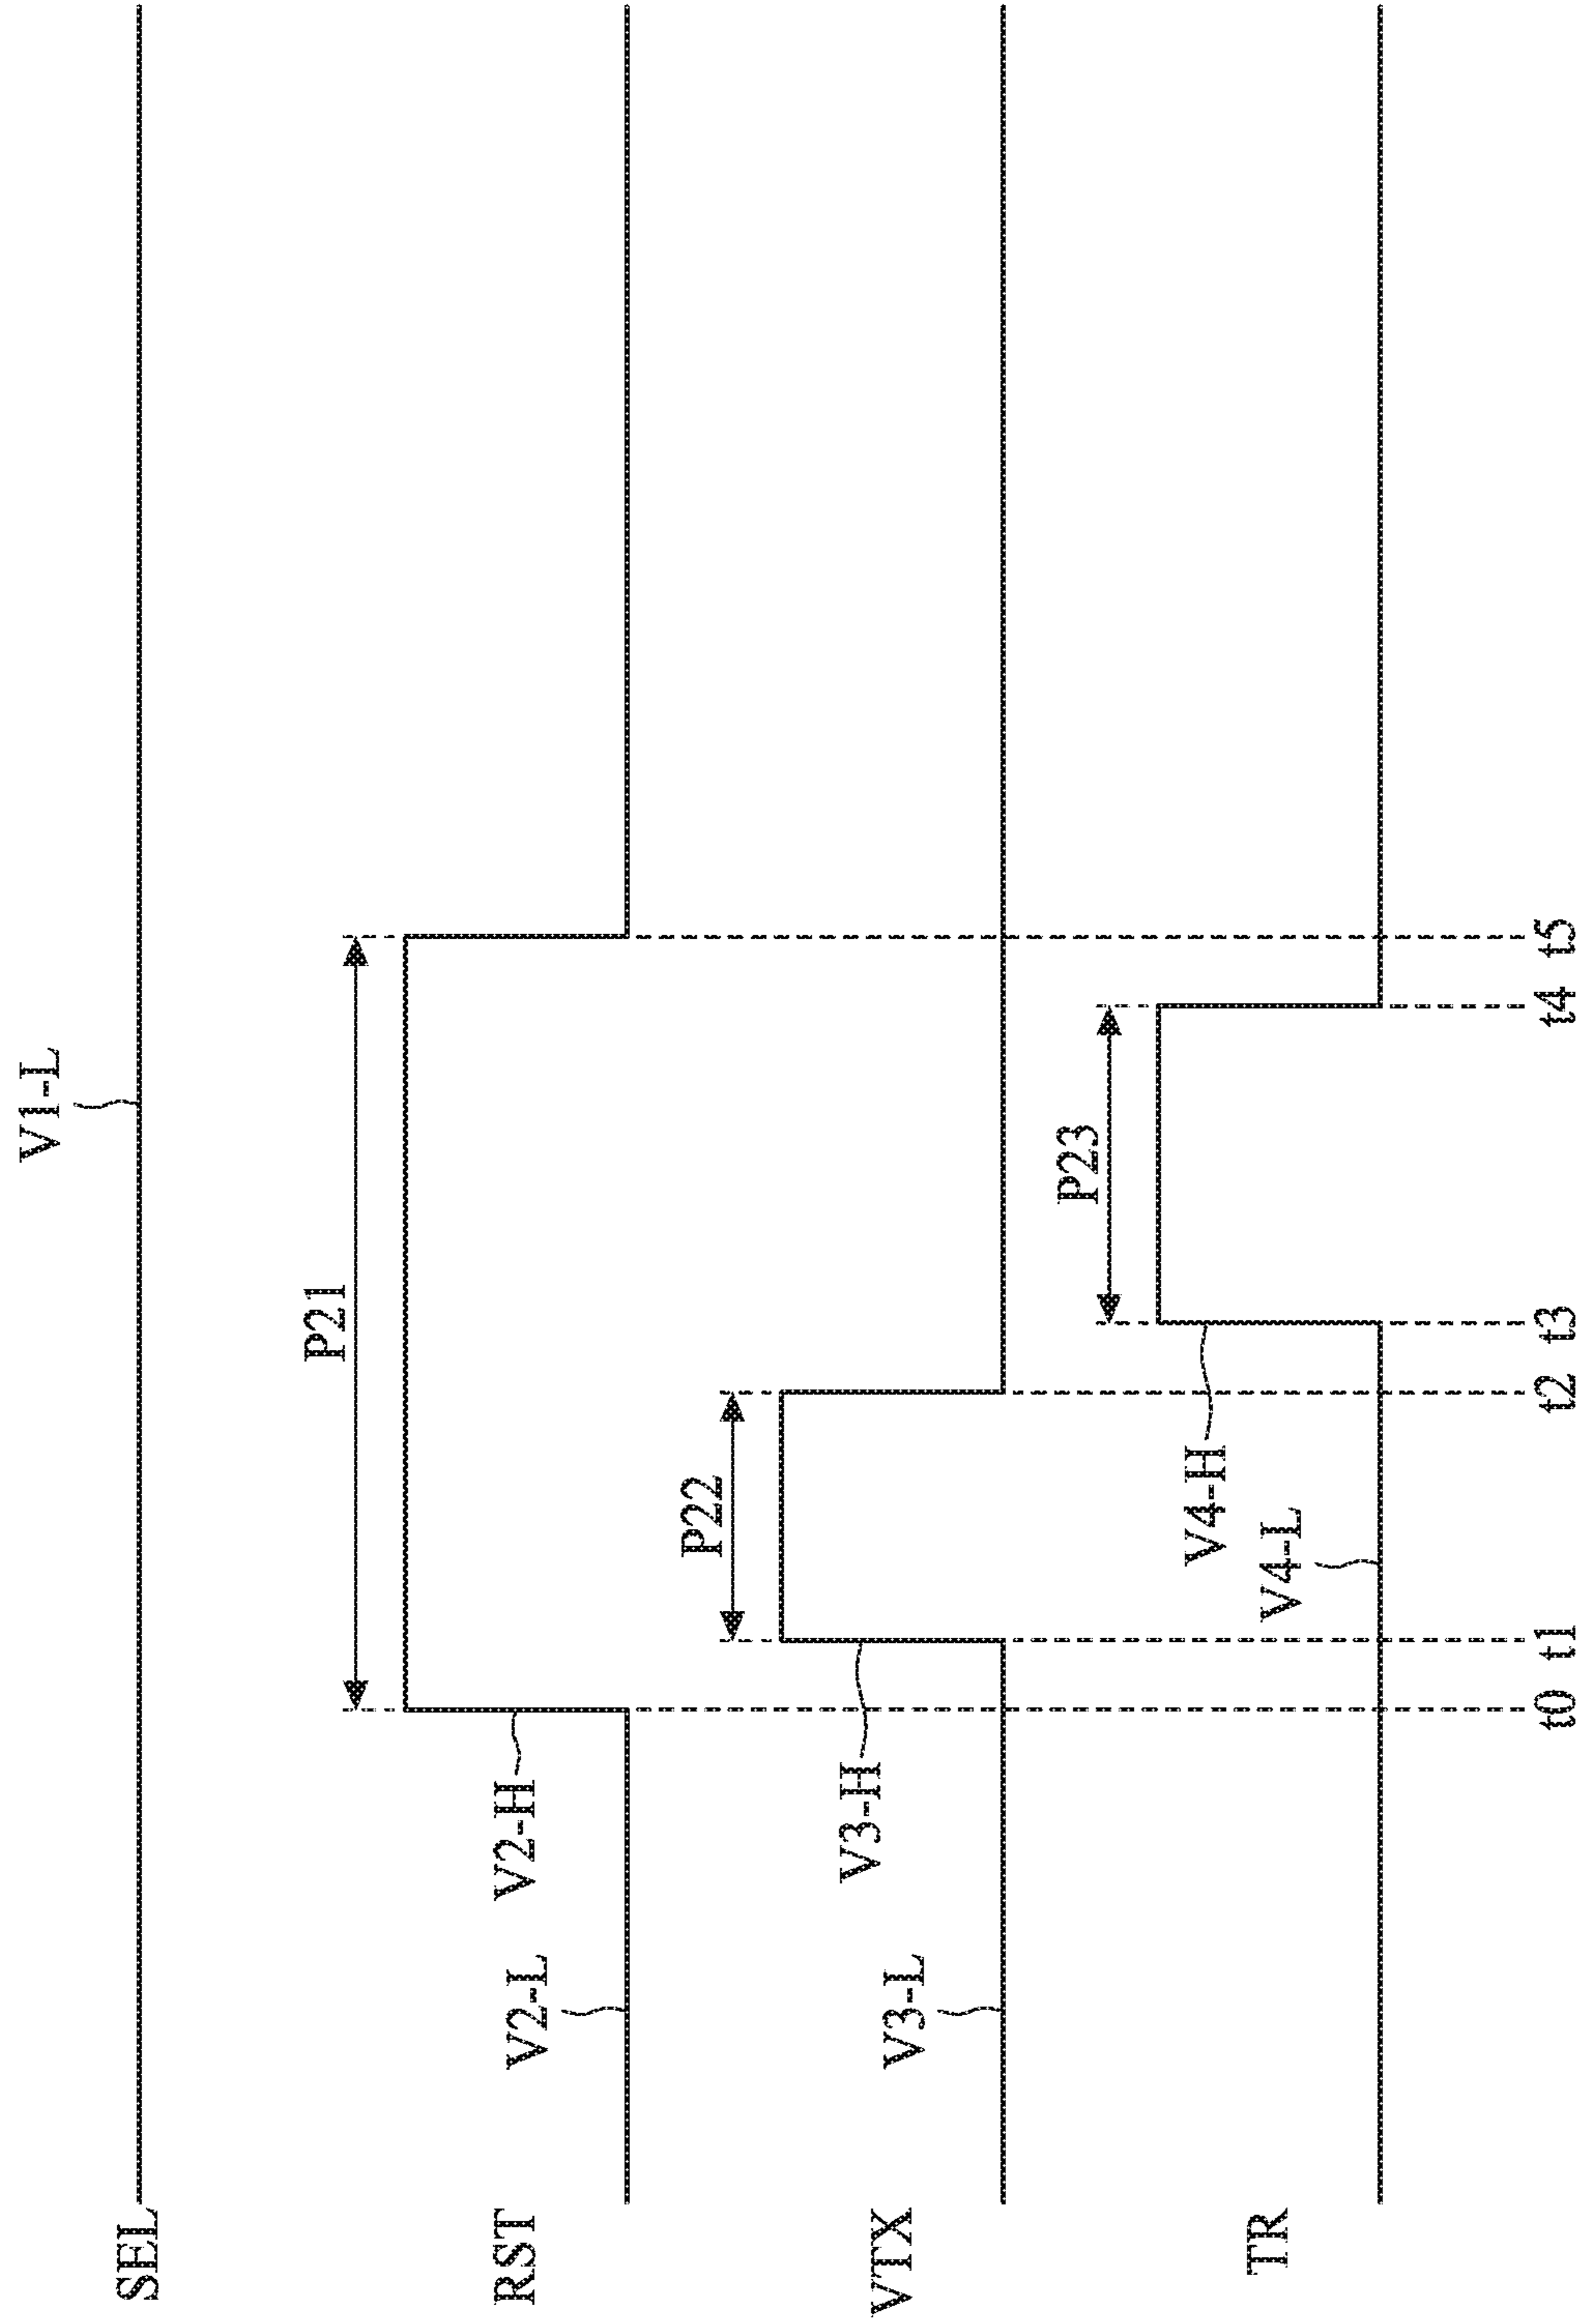 V1-L
SEL
P21
V2-H
V2-L
RST
P22
V3-H
V3-L
VTX
P23
V4-H
V4-L
TR
t0 t1 t2 t3 t4 t5